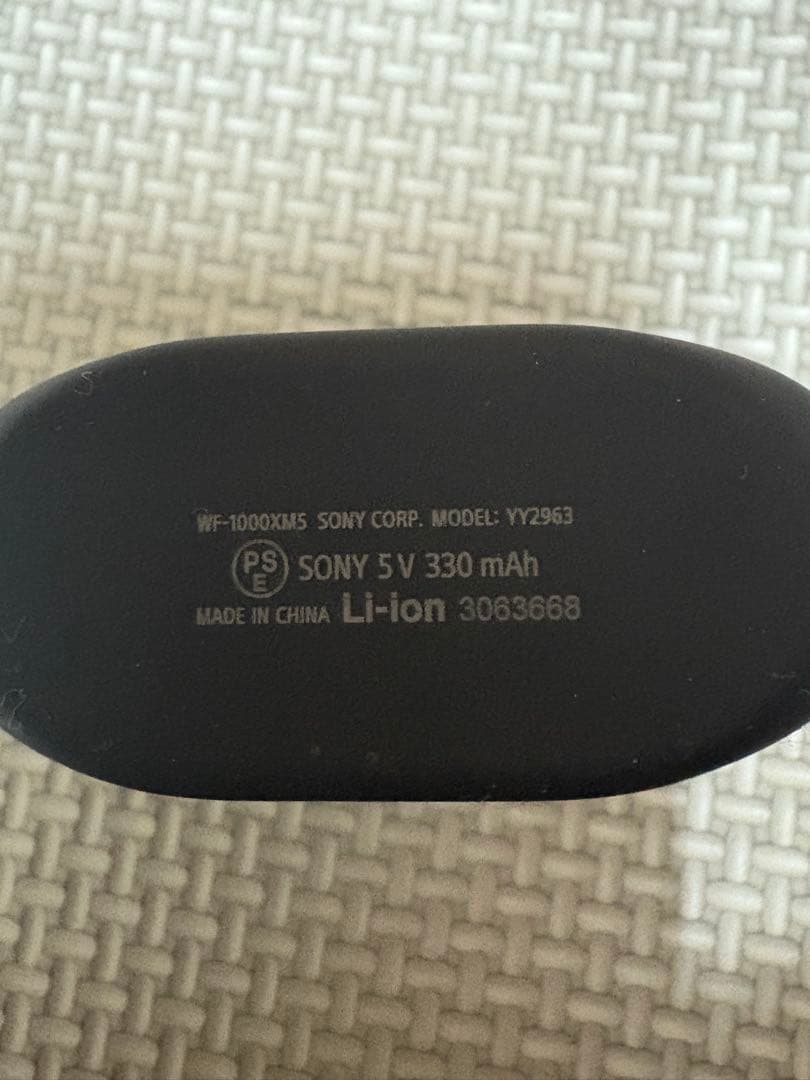 WF-1000XM5 SONY CORP. MODEL: YY2963
PS E SONY 5V 330 mAh
MADE IN CHINA Li-ion 3063668